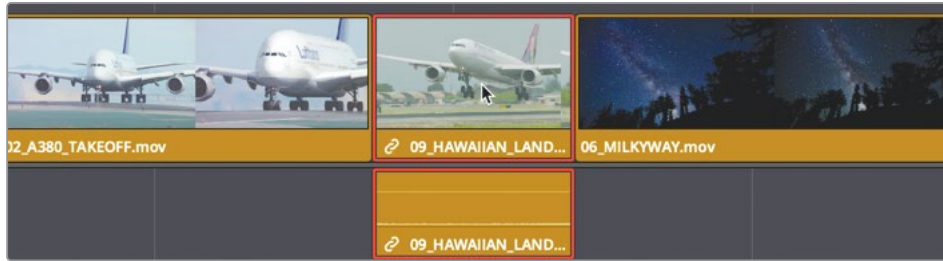 02_A380_TAKEOFF.mov
09_HAWAIIAN_LAND...
06_MILKYWAY.mov
09_HAWAIIAN_LAND...